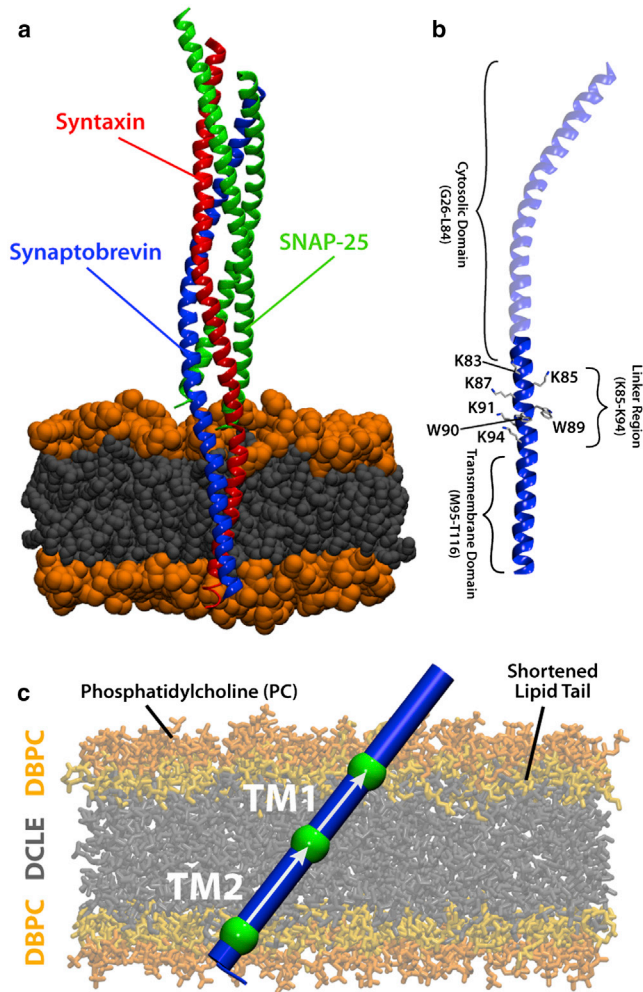 a
Syntaxin
Synaptobrevin
SNAP-25
b
Cytosolic Domain
(G26-L84)
K83
K85
K87
K91
W90
W89
K94
Linker Region
(K85-K94)
Transmembrane Domain
(M95-T116)
c
Phosphatidylcholine (PC)
Shortened
Lipid Tail
DBPC
DCLE
DBPC
TM1
TM2